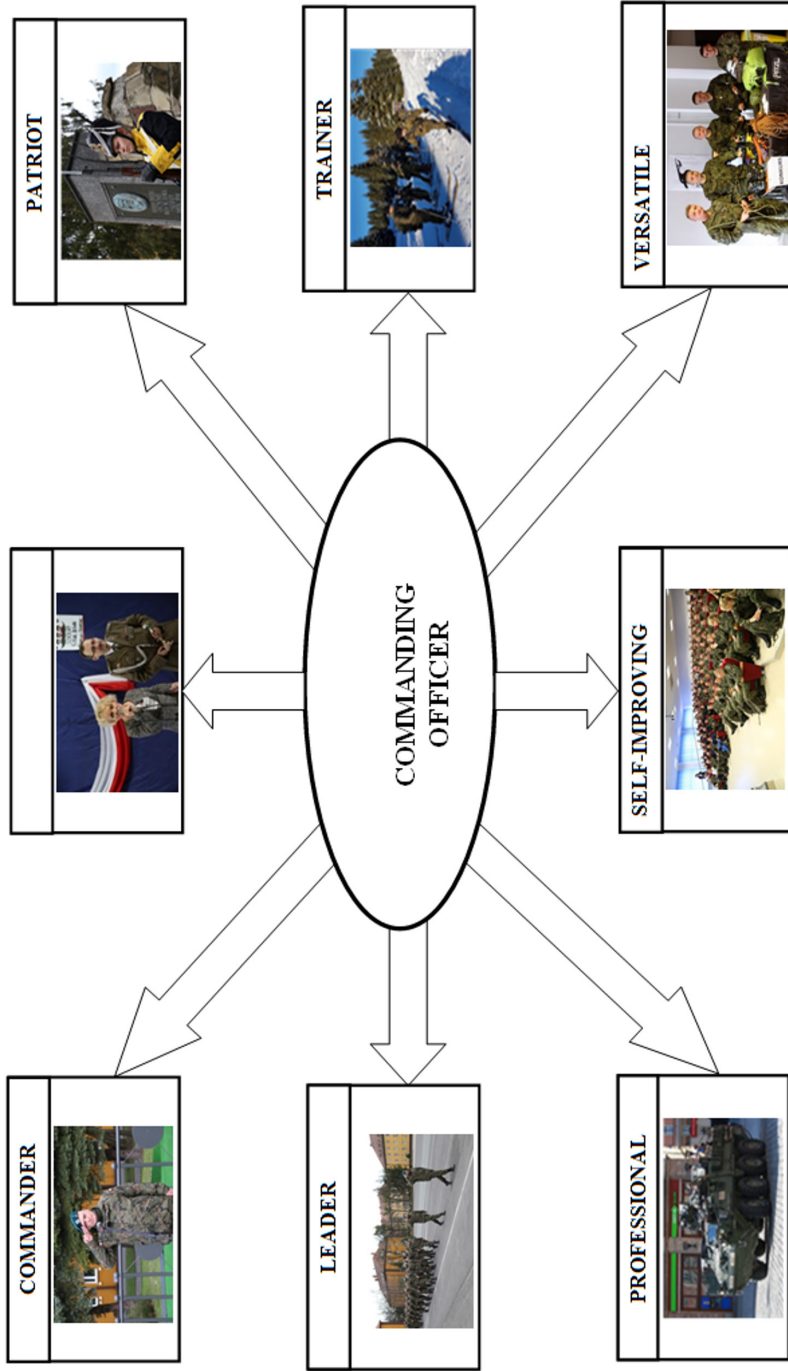 COMMANDER
PATRIOT
LEADER
COMMANDING
OFFICER
TRAINER
PROFESSIONAL
SELF-IMPROVING
VERSATILE